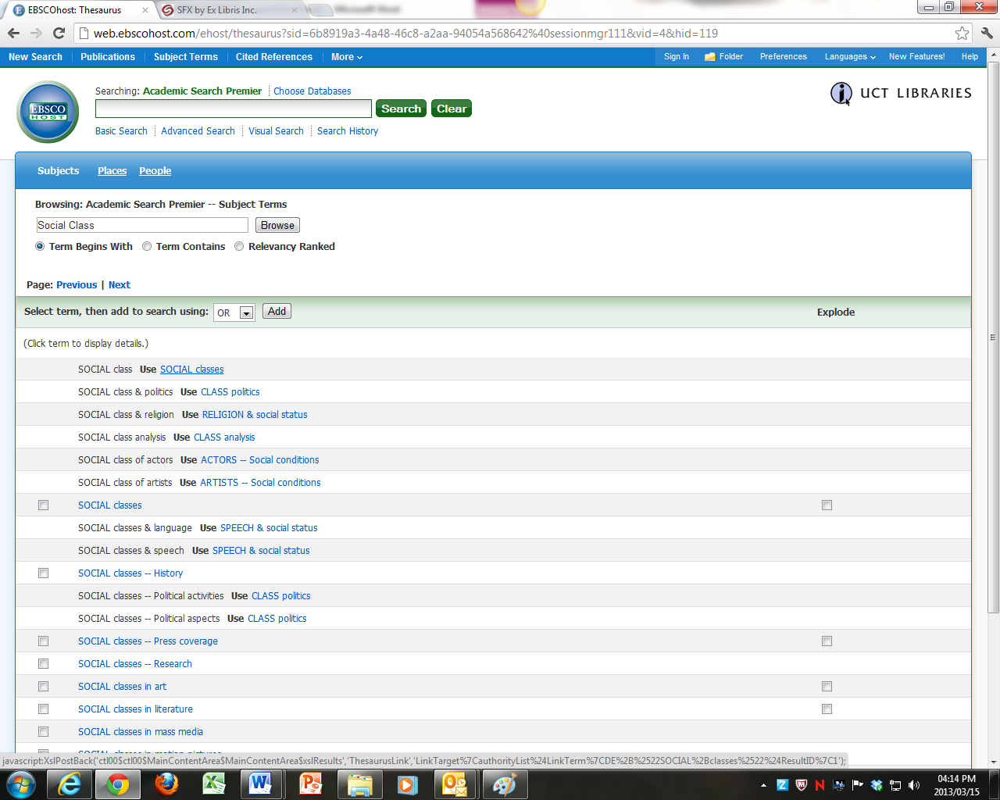 EBSCOhost: Thesaurus
SFX by Ex Libris Inc.
web.ebscohost.com/ehost/thesaurus?sid=6b8919a3-4a48-46c8-a2aa-94054a568642%40sessionmgr111&vid=4&hid=119
New Search Publications Subject Terms Cited References More Sign In Folder Preferences Languages New Features! Help
EBSCO
HOST
Searching: Academic Search Premier Choose Databases
Search Clear
Basic Search Advanced Search Visual Search Search History
i UCT LIBRARIES
Subjects Places People
Browsing: Academic Search Premier -- Subject Terms
Social Class Browse
Term Begins With Term Contains Relevancy Ranked
Page: Previous | Next
Select term, then add to search using: OR Add Explode
(Click term to display details.)
SOCIAL class Use SOCIAL classes
SOCIAL class & politics Use CLASS politics
SOCIAL class & religion Use RELIGION & social status
SOCIAL class analysis Use CLASS analysis
SOCIAL class of actors Use ACTORS -- Social conditions
SOCIAL class of artists Use ARTISTS -- Social conditions
SOCIAL classes
SOCIAL classes & language Use SPEECH & social status
SOCIAL classes & speech Use SPEECH & social status
SOCIAL classes -- History
SOCIAL classes -- Political activities Use CLASS politics
SOCIAL classes -- Political aspects Use CLASS politics
SOCIAL classes -- Press coverage
SOCIAL classes -- Research
SOCIAL classes in art
SOCIAL classes in literature
SOCIAL classes in mass media
javascript:XslPostBack('ctl00$ctl00$MainContentArea$MainContentArea$xslResults','ThesaurusLink','LinkTarget%7CauthorityList%24LinkTerm%7CDE%2B%2522SOCIAL%2Bclasses%2522%24ResultID%7C1');
04:14 PM
2013/03/15